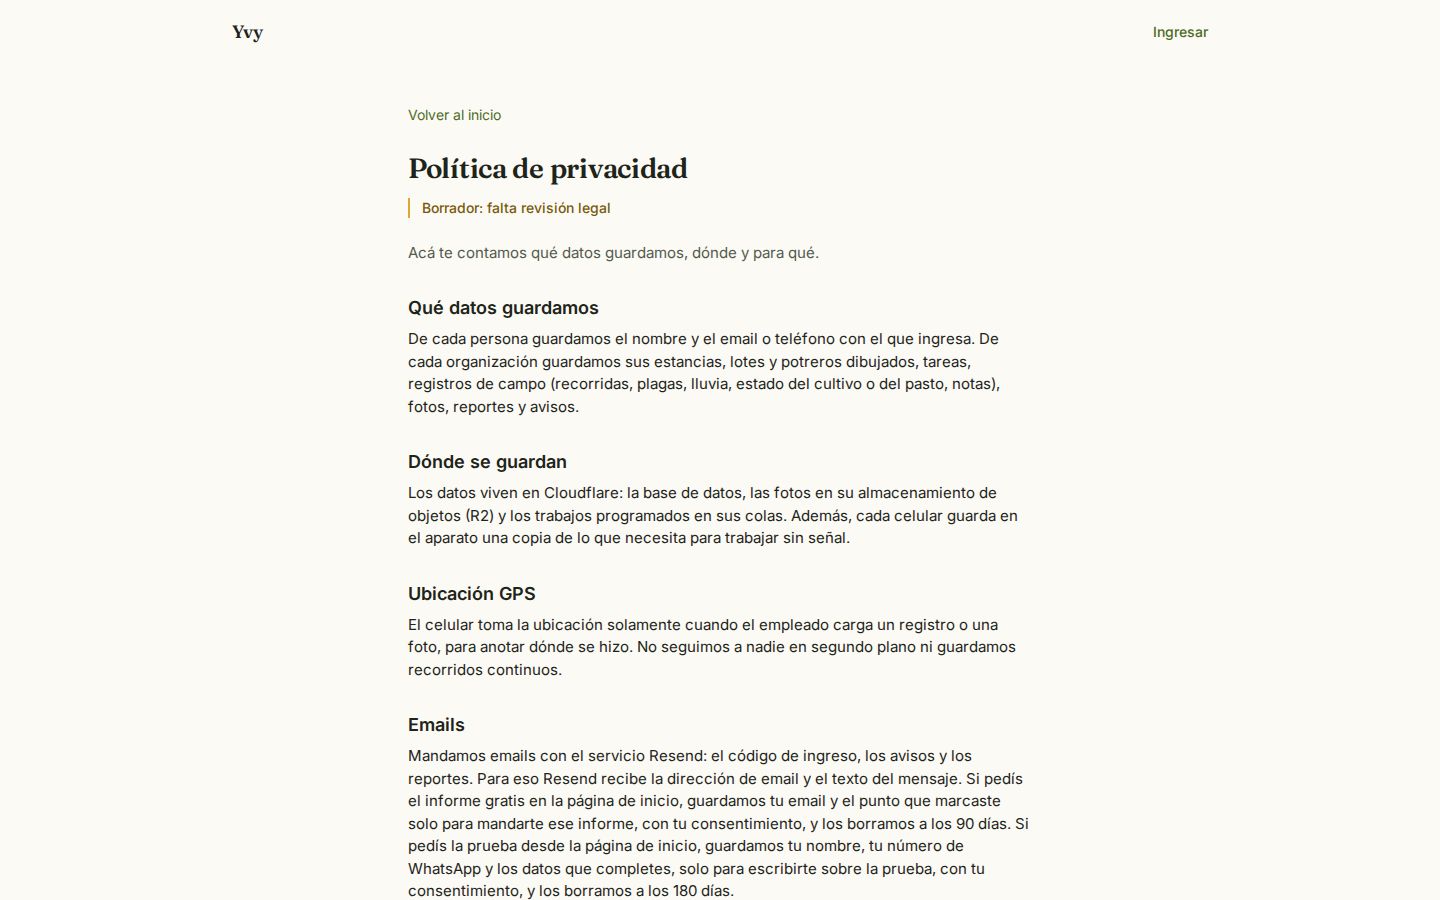 Yvy
Ingresar
Volver al inicio
Política de privacidad
Borrador: falta revisión legal
Acá te contamos qué datos guardamos, dónde y para qué.
Qué datos guardamos
De cada persona guardamos el nombre y el email o teléfono con el que ingresa. De
cada organización guardamos sus estancias, lotes y potreros dibujados, tareas,
registros de campo (recorridas, plagas, lluvia, estado del cultivo o del pasto, notas),
fotos, reportes y avisos.
Dónde se guardan
Los datos viven en Cloudflare: la base de datos, las fotos en su almacenamiento de
objetos (R2) y los trabajos programados en sus colas. Además, cada celular guarda en
el aparato una copia de lo que necesita para trabajar sin señal.
Ubicación GPS
El celular toma la ubicación solamente cuando el empleado carga un registro o una
foto, para anotar dónde se hizo. No seguimos a nadie en segundo plano ni guardamos
recorridos continuos.
Emails
Mandamos emails con el servicio Resend: el código de ingreso, los avisos y los
reportes. Para eso Resend recibe la dirección de email y el texto del mensaje. Si pedís
el informe gratis en la página de inicio, guardamos tu email y el punto que marcaste
solo para mandarte ese informe, con tu consentimiento, y los borramos a los 90 días. Si
pedís la prueba desde la página de inicio, guardamos tu nombre, tu número de
WhatsApp y los datos que completes, solo para escribirte sobre la prueba, con tu
consentimiento, y los borramos a los 180 días.